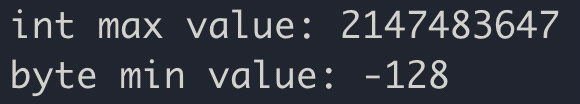 int max value: 2147483647
byte min value: -128